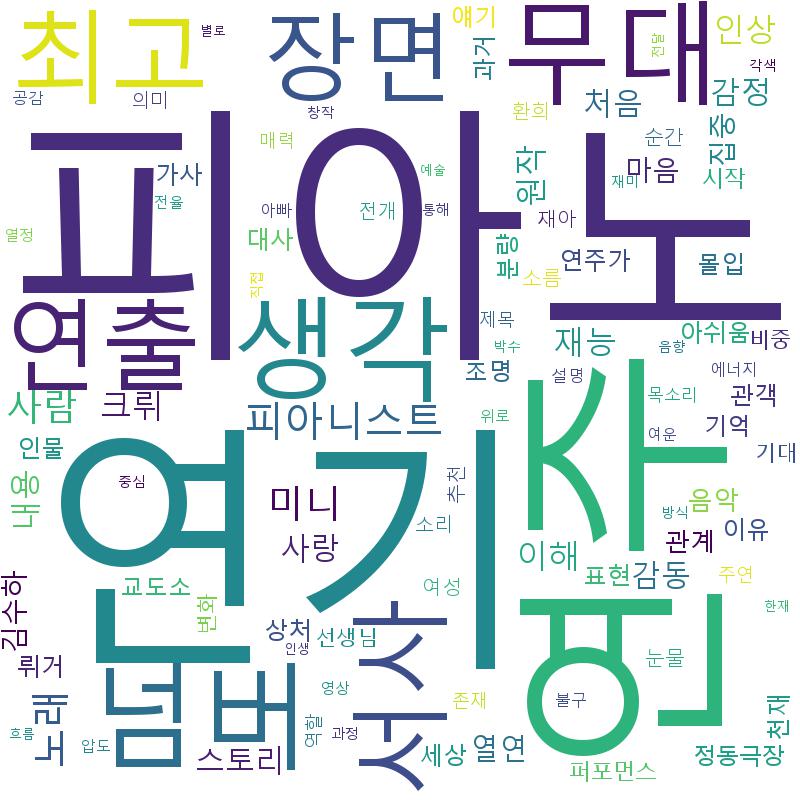 최고
별로
장면
얘기
과거
무대
전달
인상
각색
공감
의미
창작
환희
처음
감정
피아노
가사
전율
매력
예술
원작
순간
집중
마음
재미
시작
열정
아빠
전개
통해
재아
대사
분량
연주가
몰입
소름
직접
연출
생각
제목
박수
조명
재능
아쉬움
비중
음향
설명
에너지
사람
크뤼
피아니스트
위로
목소리
관객
여운
기억
기대
인물
중심
연기
연주
내용
미니
추천
소리
음악
방식
이유
관계
사랑
이해
교도소
여성
표현
감동
주연
김수하
변화
상처
선생님
인생
한재
뤼거
넘버
서사
눈물
영상
불구
존재
노래
흐름
압도
역할
과정
스토리
세상
열연
천재
정동극장
퍼포먼스